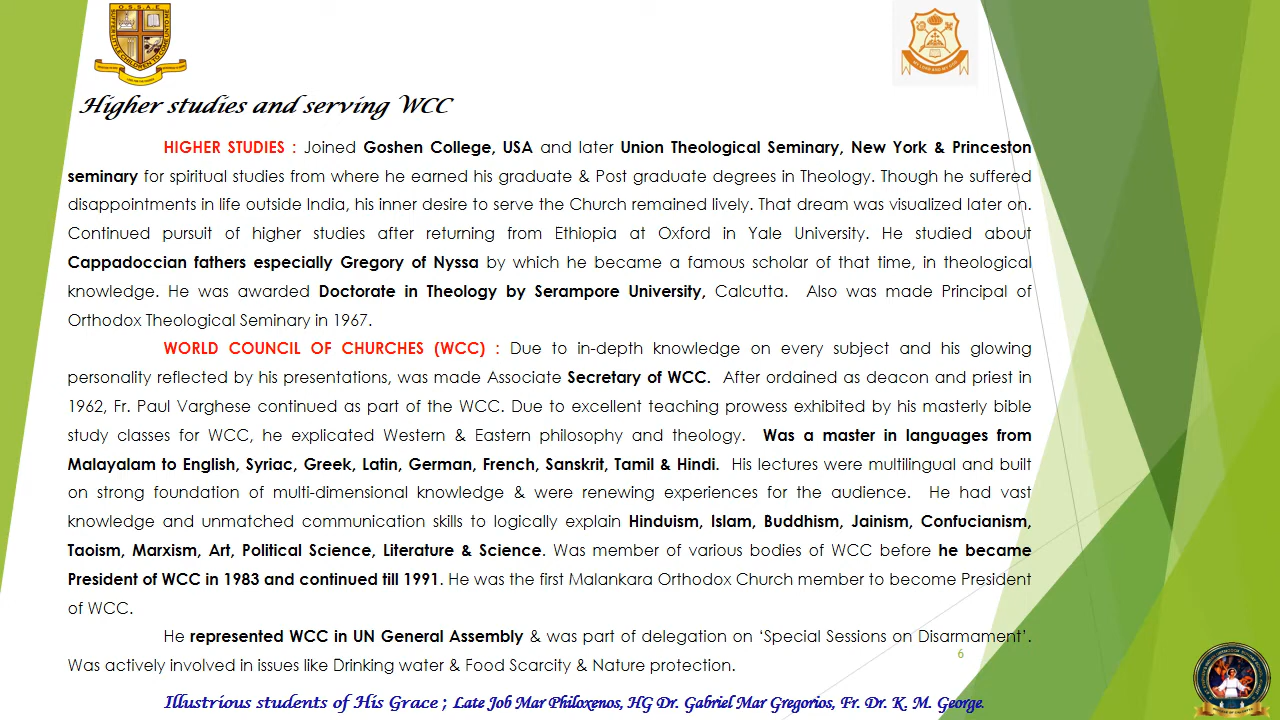 OSSAE
SUFFER LITTLE CHILDREN TO COME UNTO ME
MY LORD AND MY GOD
Higher studies and serving WCC
HIGHER STUDIES : Joined Goshen College, USA and later Union Theological Seminary, New York & Princeston
seminary for spiritual studies from where he earned his graduate & Post graduate degrees in Theology. Though he suffered
disappointments in life outside India, his inner desire to serve the Church remained lively. That dream was visualized later on.
Continued pursuit of higher studies after returning from Ethiopia at Oxford in Yale University. He studied about
Cappadoccian fathers especially Gregory of Nyssa by which he became a famous scholar of that time, in theological
knowledge. He was awarded Doctorate in Theology by Serampore University, Calcutta. Also was made Principal of
Orthodox Theological Seminary in 1967.
WORLD COUNCIL OF CHURCHES (WCC) : Due to in-depth knowledge on every subject and his glowing
personality reflected by his presentations, was made Associate Secretary of WCC. After ordained as deacon and priest in
1962, Fr. Paul Varghese continued as part of the WCC. Due to excellent teaching prowess exhibited by his masterly bible
study classes for WCC, he explicated Western & Eastern philosophy and theology. Was a master in languages from
Malayalam to English, Syriac, Greek, Latin, German, French, Sanskrit, Tamil & Hindi. His lectures were multilingual and built
on strong foundation of multi-dimensional knowledge & were renewing experiences for the audience. He had vast
knowledge and unmatched communication skills to logically explain Hinduism, Islam, Buddhism, Jainism, Confucianism,
Taoism, Marxism, Art, Political Science, Literature & Science. Was member of various bodies of WCC before he became
President of WCC in 1983 and continued till 1991. He was the first Malankara Orthodox Church member to become President
of WCC.
He represented WCC in UN General Assembly & was part of delegation on ‘Special Sessions on Disarmament’.
Was actively involved in issues like Drinking water & Food Scarcity & Nature protection.
6
Illustrious students of His Grace ; Late Job Mar Philoxenos, HG Dr. Gabriel Mar Gregorios, Fr. Dr. K. M. George.